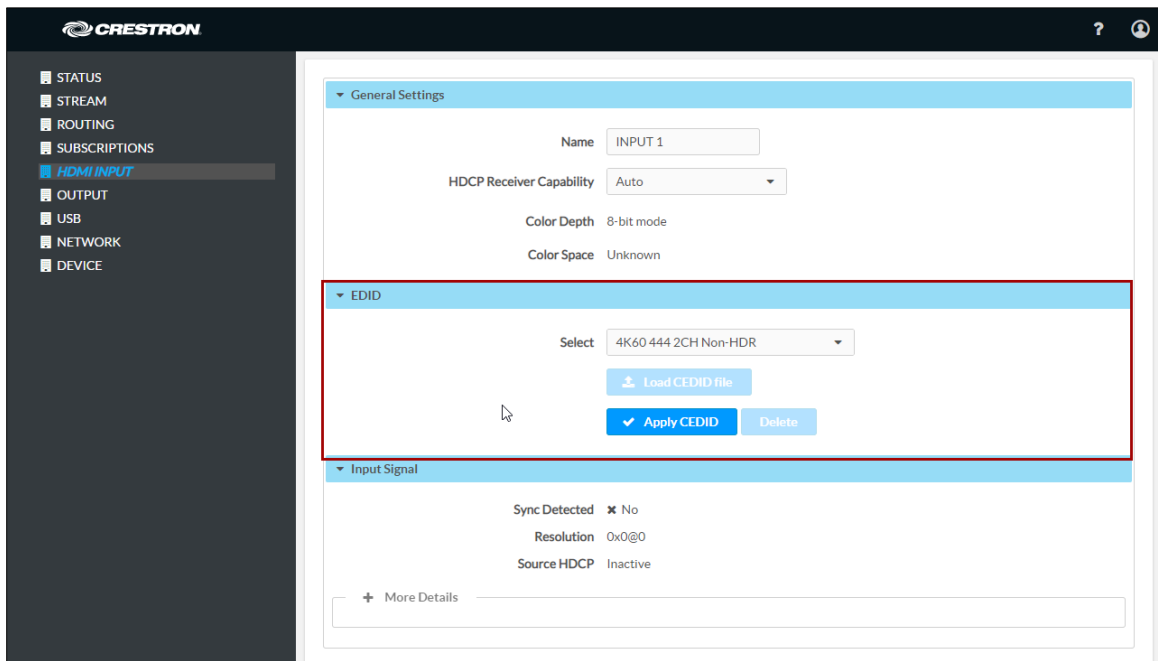 CRESTRON
?
STATUS
STREAM
ROUTING
SUBSCRIPTIONS
HDMI INPUT
OUTPUT
USB
NETWORK
DEVICE
General Settings
Name INPUT 1
HDCP Receiver Capability Auto
Color Depth 8-bit mode
Color Space Unknown
EDID
Select 4K60 444 2CH Non-HDR
Load CEDID file
Apply CEDID Delete
Input Signal
Sync Detected No
Resolution 0x0@0
Source HDCP Inactive
More Details